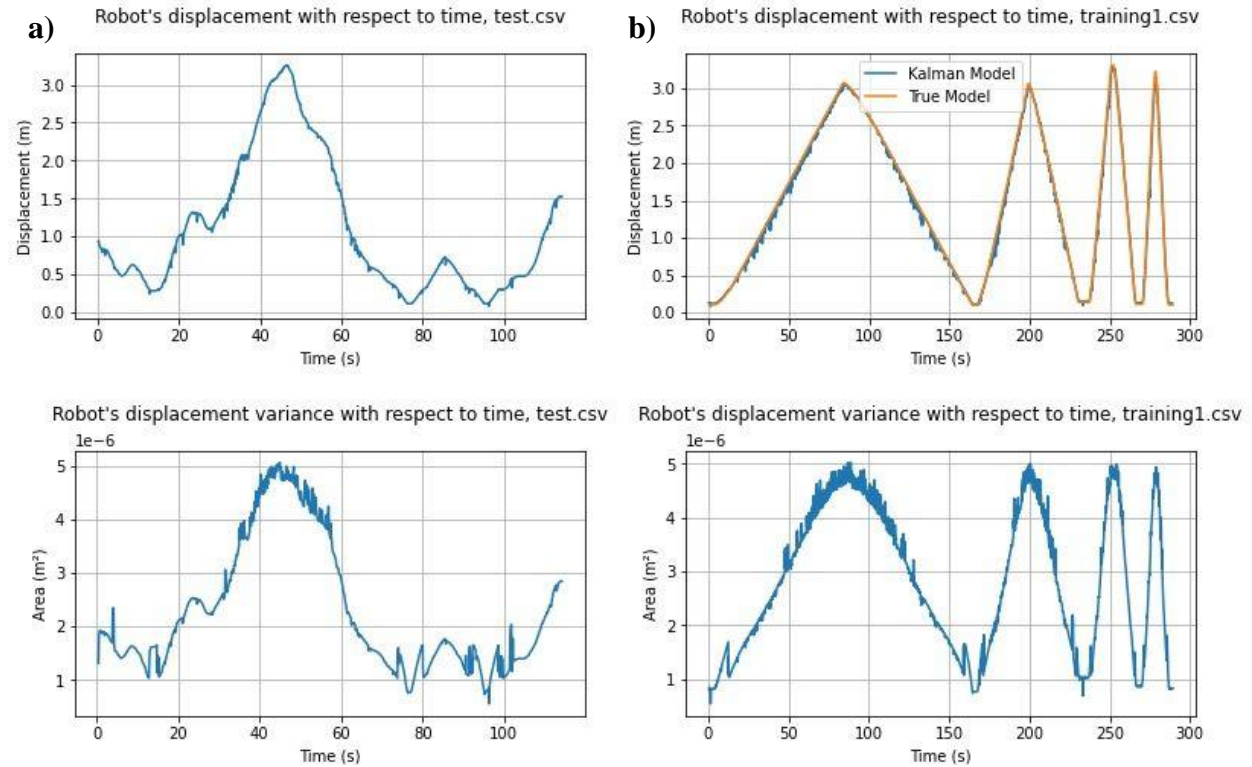 a)
Robot's displacement with respect to time, test.csv
Displacement (m)
3.0
2.5
2.0
1.5
1.0
0.5
0.0
0 20 40 60 80 100
Time (s)
b)
Robot's displacement with respect to time, training1.csv
Kalman Model
True Model
Displacement (m)
3.0
2.5
2.0
1.5
1.0
0.5
0.0
0 50 100 150 200 250 300
Time (s)
Robot's displacement variance with respect to time, test.csv
1e−6
Area (m²)
5
4
3
2
1
0 20 40 60 80 100
Time (s)
Robot's displacement variance with respect to time, training1.csv
1e−6
Area (m²)
5
4
3
2
1
0 50 100 150 200 250 300
Time (s)